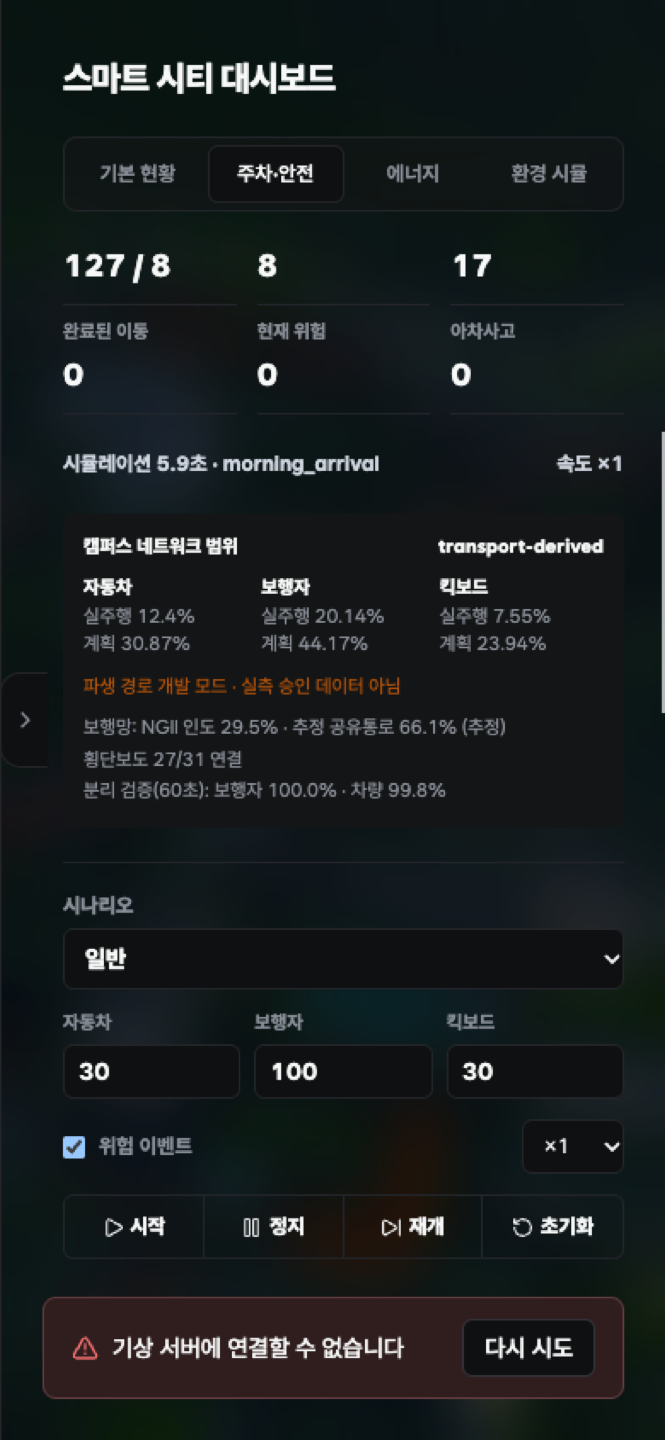 스마트 시티 대시보드
기본 현황 주차·안전 에너지 환경 시뮬
127 / 8 8 17
완료된 이동 현재 위험 아차사고
0 0 0
시뮬레이션 5.9초 · morning_arrival 속도 ×1
캠퍼스 네트워크 범위 transport-derived
자동차 보행자 킥보드
실주행 12.4% 실주행 20.14% 실주행 7.55%
계획 30.87% 계획 44.17% 계획 23.94%
파생 경로 개발 모드 · 실측 승인 데이터 아님
보행망: NGII 인도 29.5% · 추정 공유통로 66.1% (추정)
횡단보도 27/31 연결
분리 검증(60초): 보행자 100.0% · 차량 99.8%
시나리오
일반
자동차 보행자 킥보드
30 100 30
위험 이벤트 ×1
시작 정지 재개 초기화
기상 서버에 연결할 수 없습니다 다시 시도